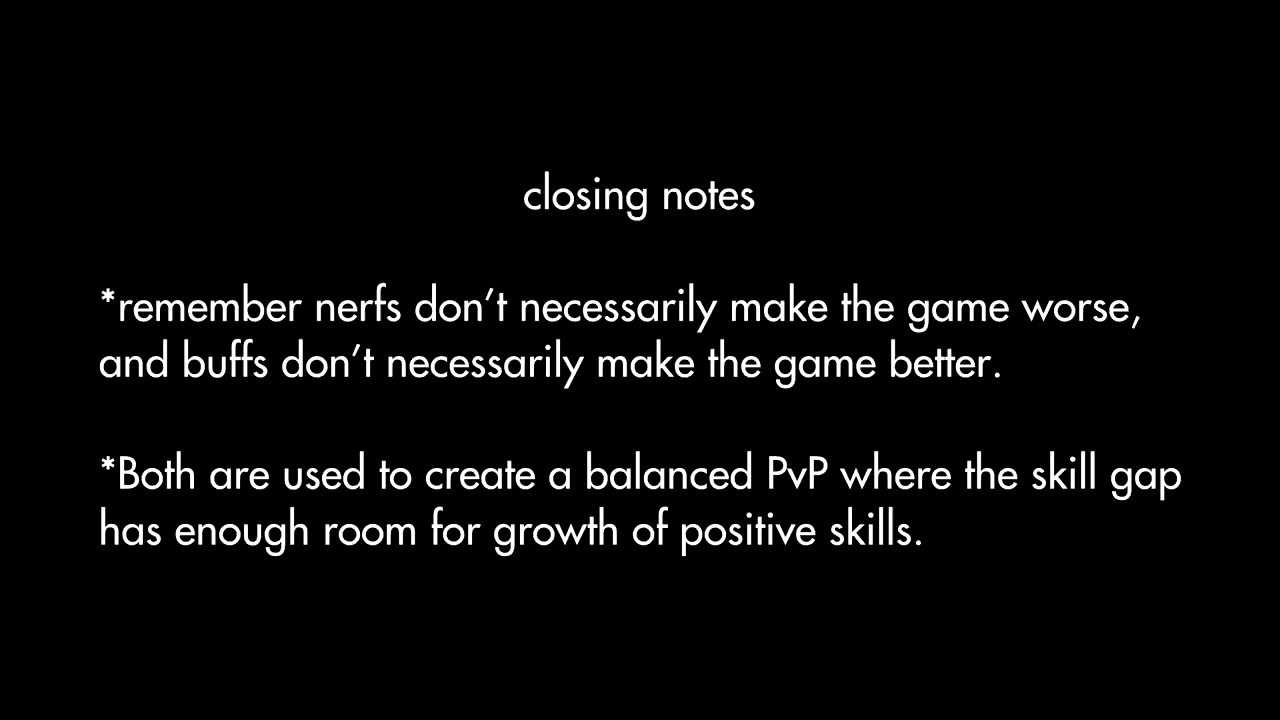 closing notes
*remember nerfs don’t necessarily make the game worse,
and buffs don’t necessarily make the game better.
*Both are used to create a balanced PvP where the skill gap
has enough room for growth of positive skills.